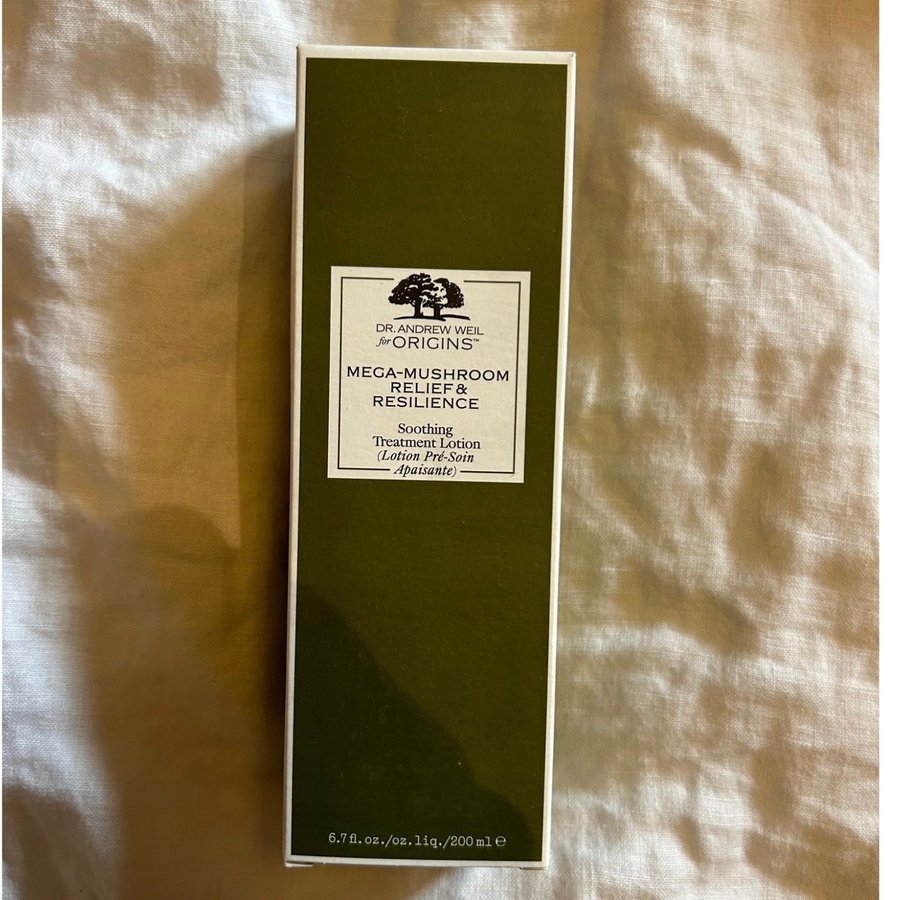 DR. ANDREW WEIL
for ORIGINS™
MEGA-MUSHROOM
RELIEF &
RESILIENCE
Soothing
Treatment Lotion
(Lotion Pré-Soin
Apaisante)
6.7 fl. oz./oz. liq./200 ml ℮